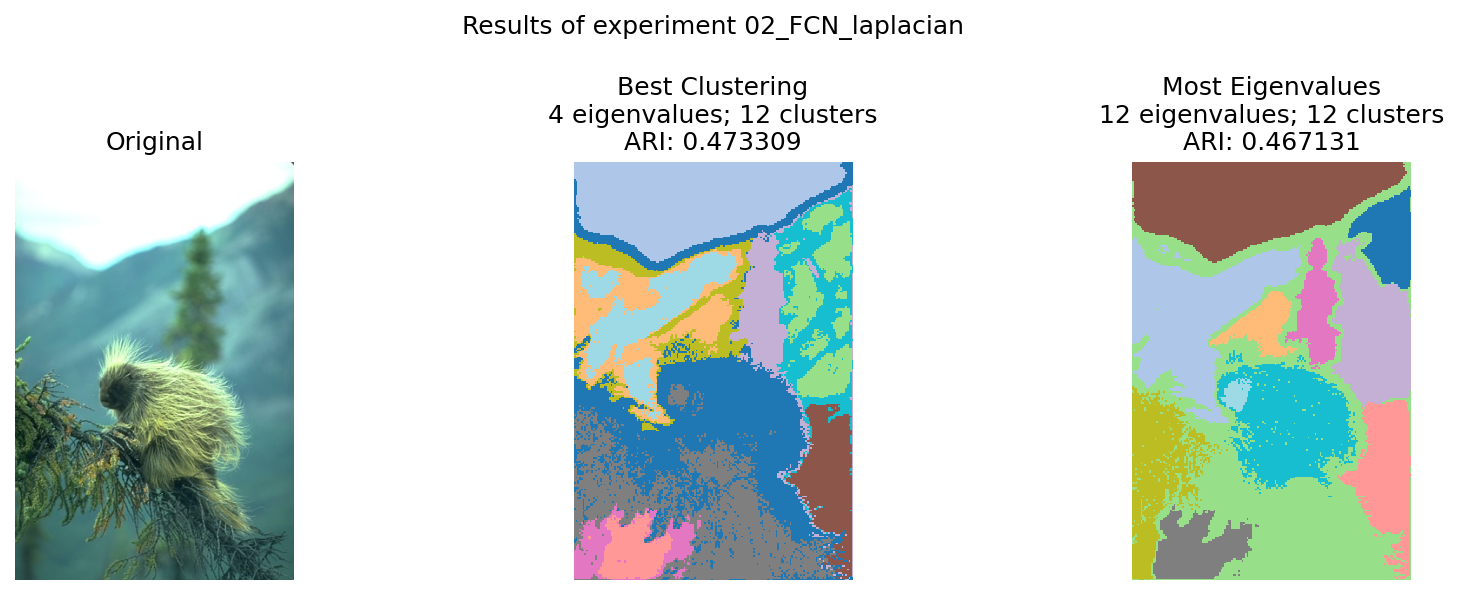 Results of experiment 02_FCN_laplacian
Original
Best Clustering
4 eigenvalues; 12 clusters
ARI: 0.473309
Most Eigenvalues
12 eigenvalues; 12 clusters
ARI: 0.467131